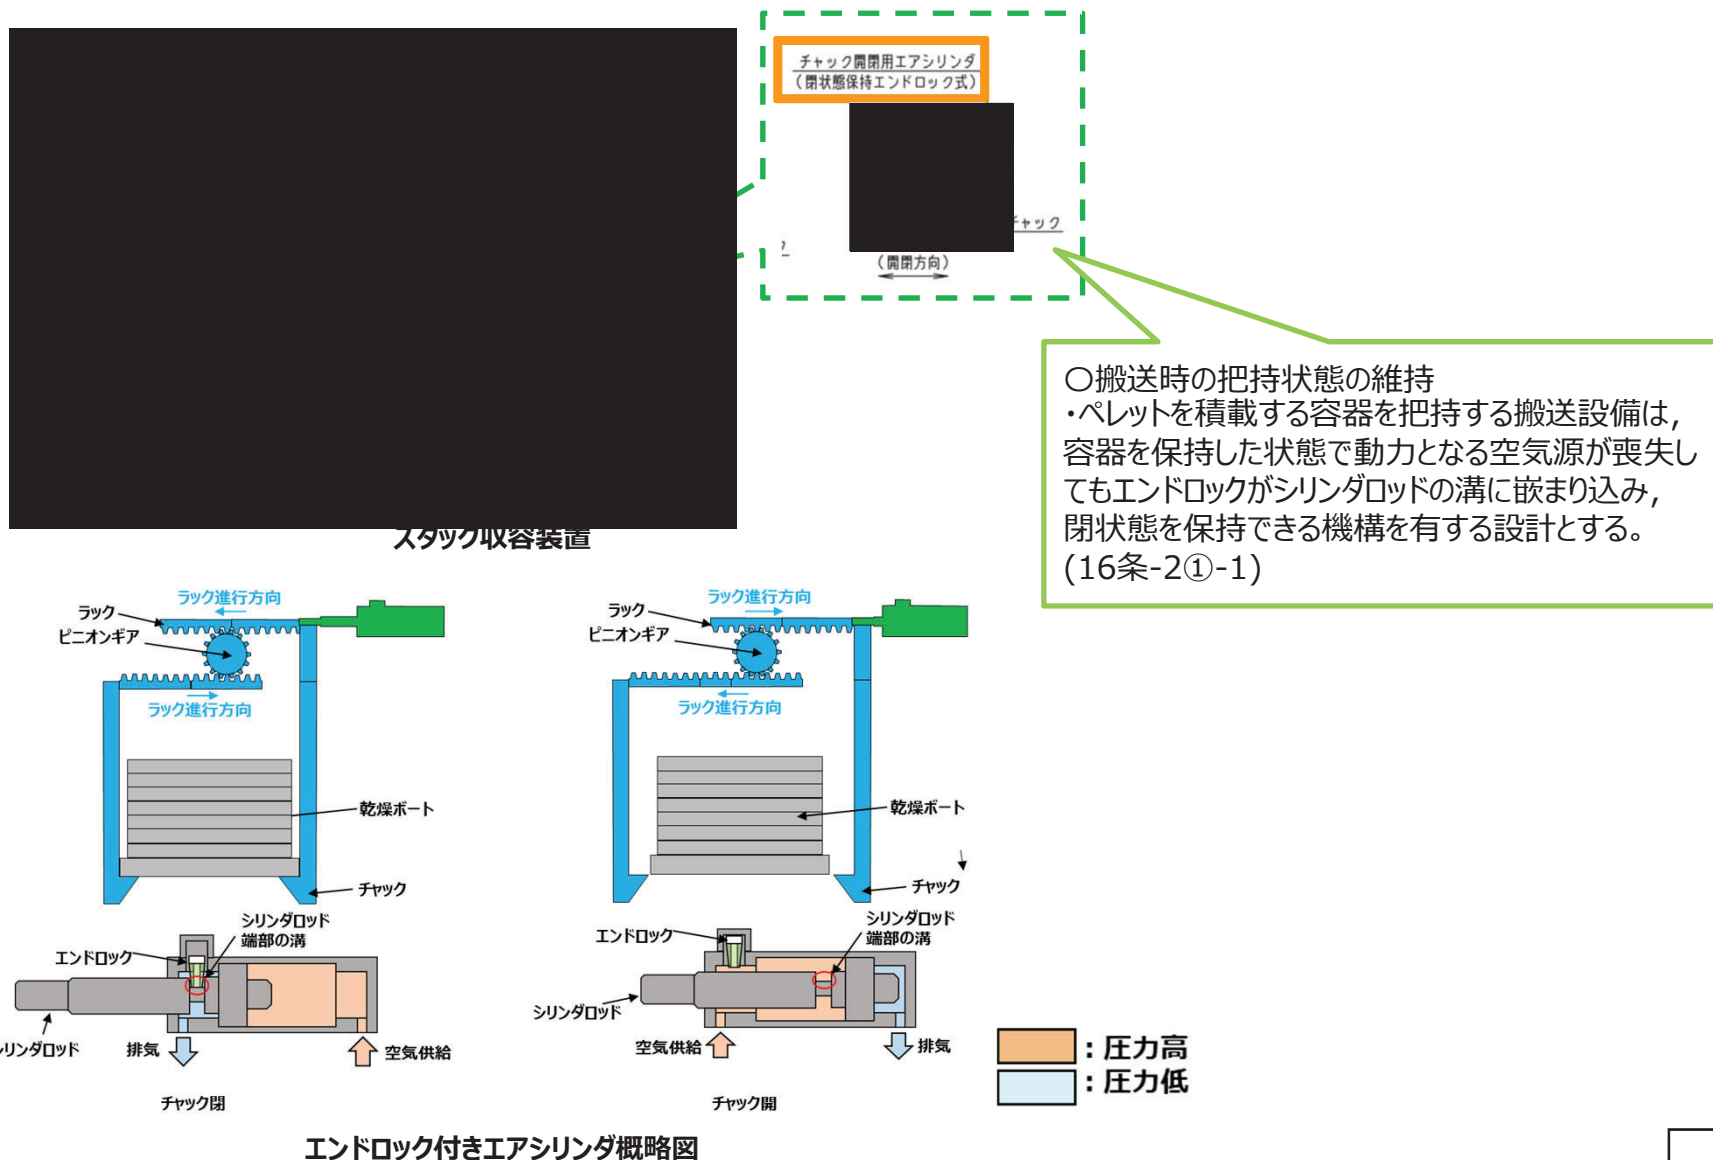 チャック開閉用エアシリンダ
(閉状態保持エンドロック式)
チャック
(開閉方向)
〇搬送時の把持状態の維持
・ペレットを積載する容器を把持する搬送設備は,
容器を保持した状態で動力となる空気源が喪失し
てもエンドロックがシリンダロッドの溝に嵌まり込み,
閉状態を保持できる機構を有する設計とする。
(16条-2①-1)
スタック収容装置
ラック進行方向
ラック
ピニオンギア
ラック進行方向
乾燥ボート
チャック
シリンダロッド
端部の溝
エンドロック
シリンダロッド
排気
空気供給
チャック閉
ラック進行方向
ラック
ピニオンギア
ラック進行方向
乾燥ボート
チャック
シリンダロッド
端部の溝
エンドロック
シリンダロッド
空気供給
排気
チャック開
:圧力高
:圧力低
エンドロック付きエアシリンダ概略図